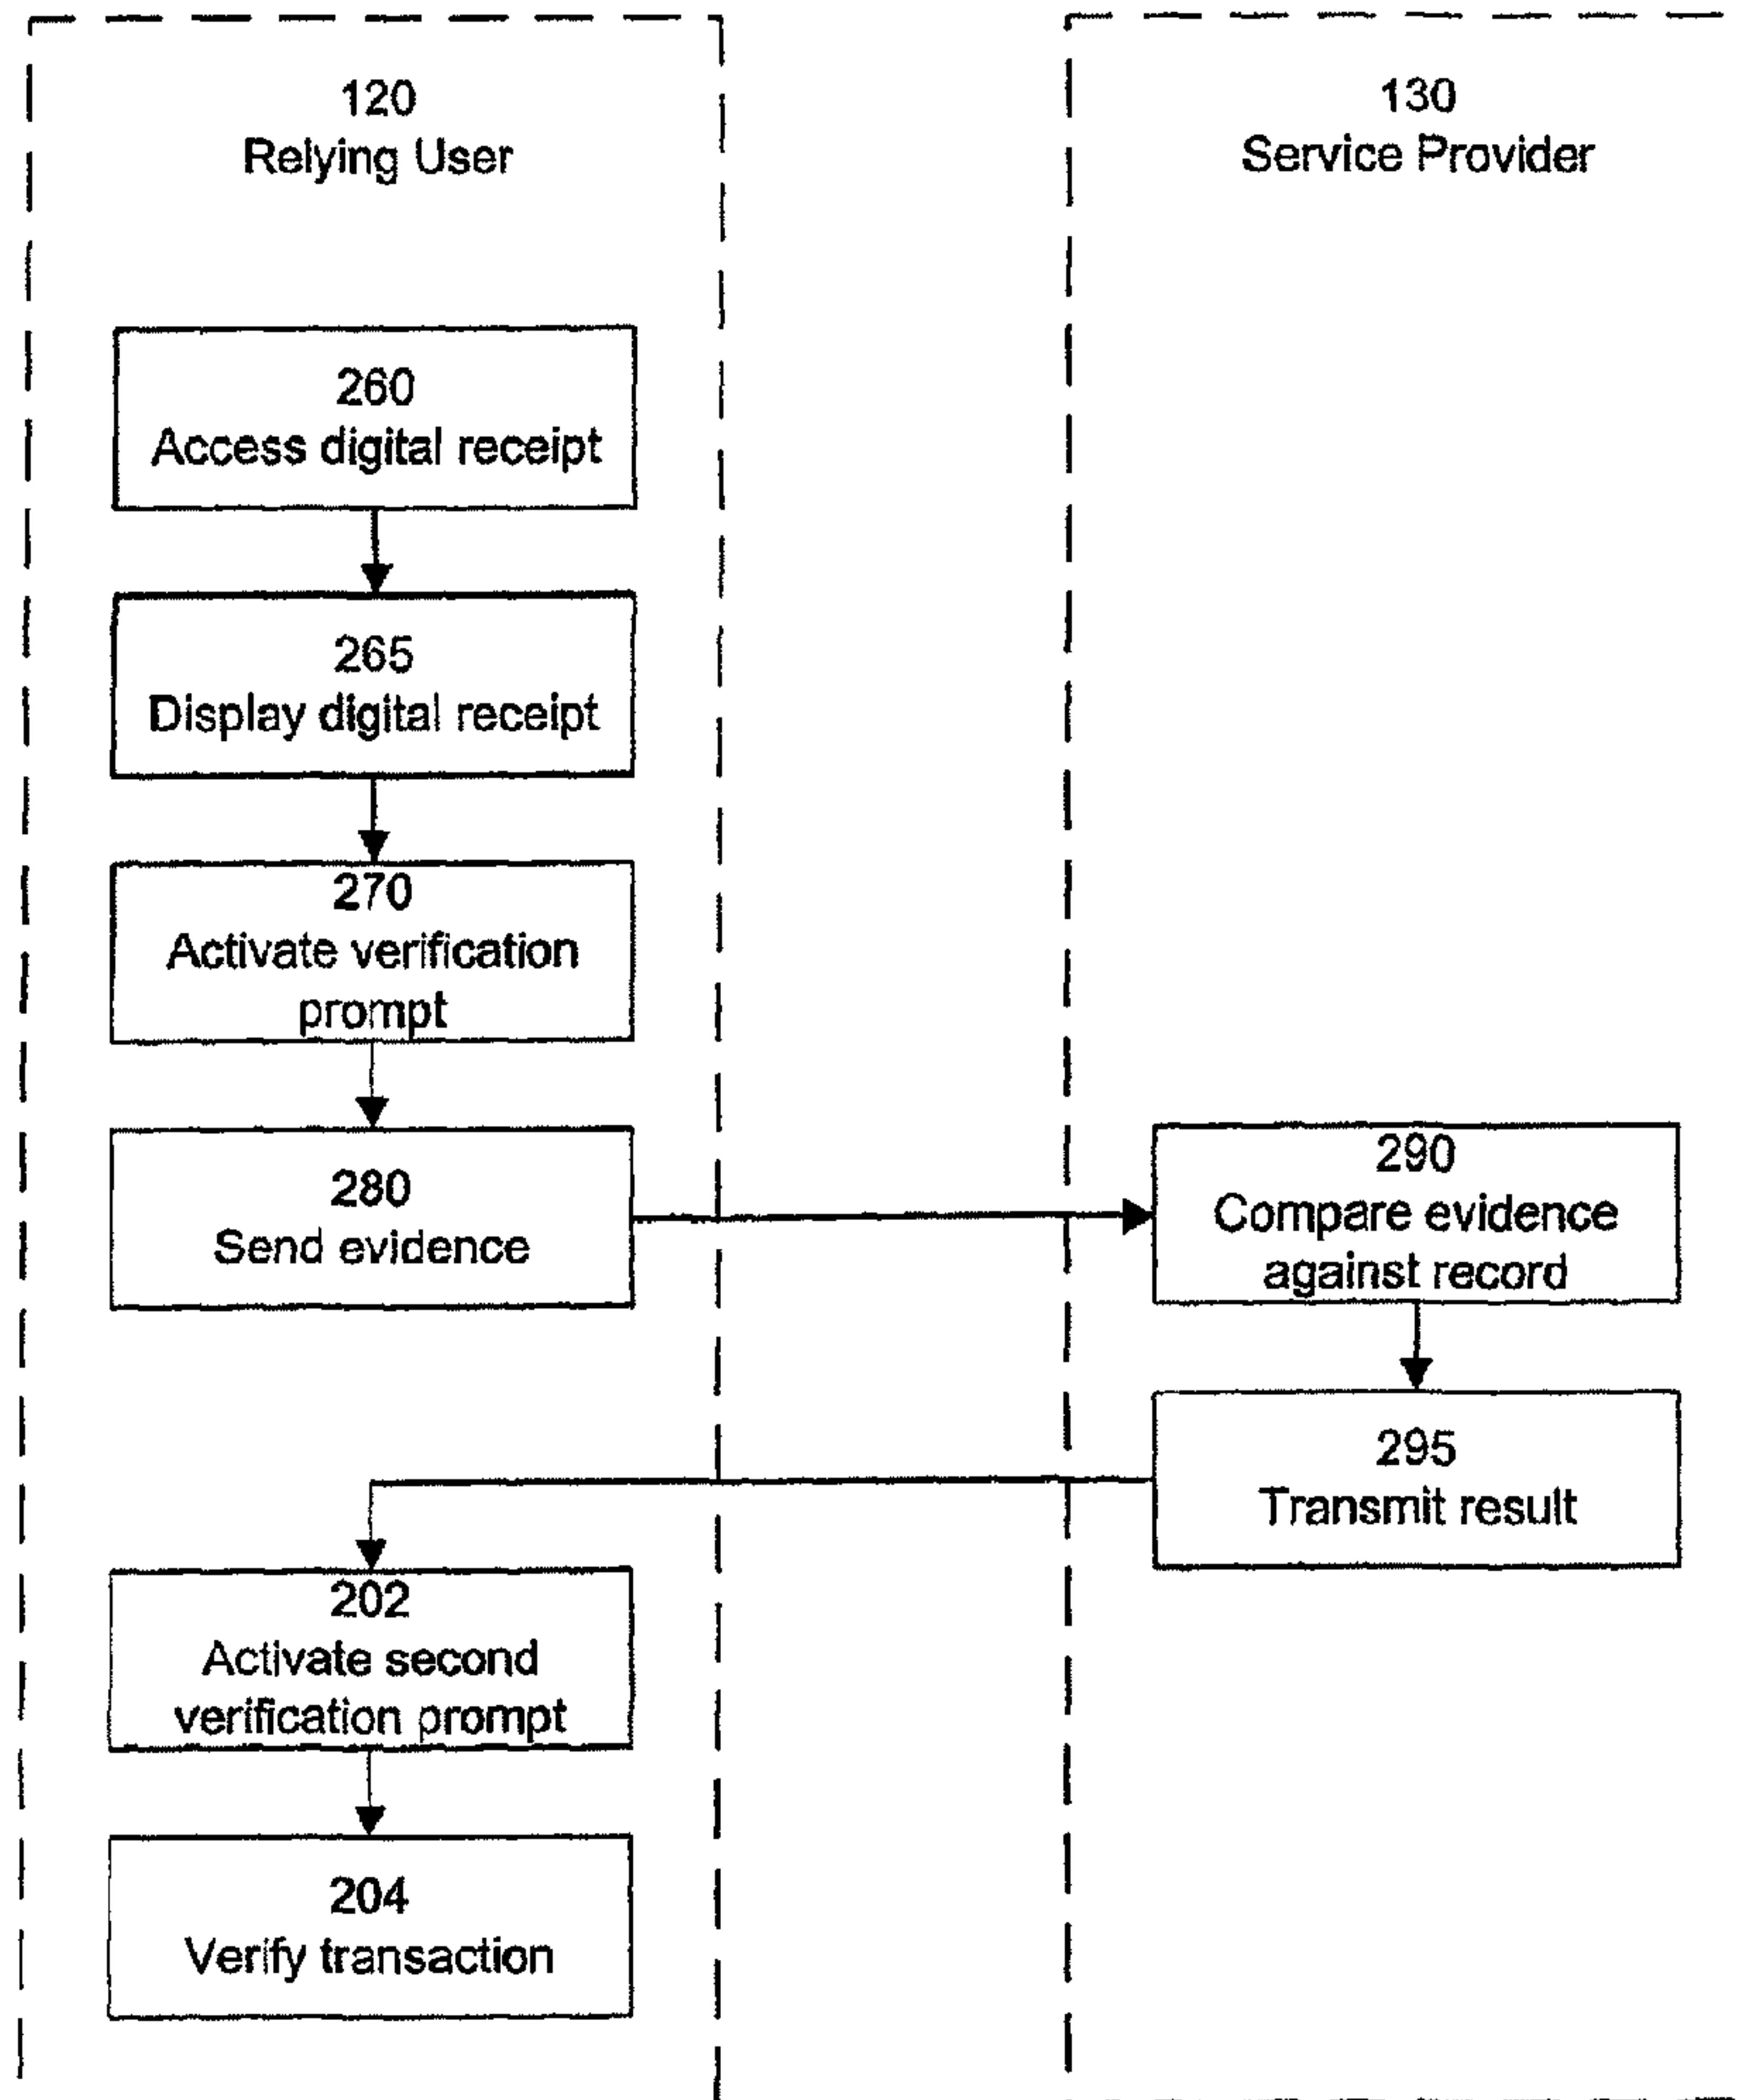 120
Relying User
130
Service Provider
260
Access digital receipt
265
Display digital receipt
270
Activate verification
prompt
280
Send evidence
290
Compare evidence
against record
295
Transmit result
202
Activate second
verification prompt
204
Verify transaction